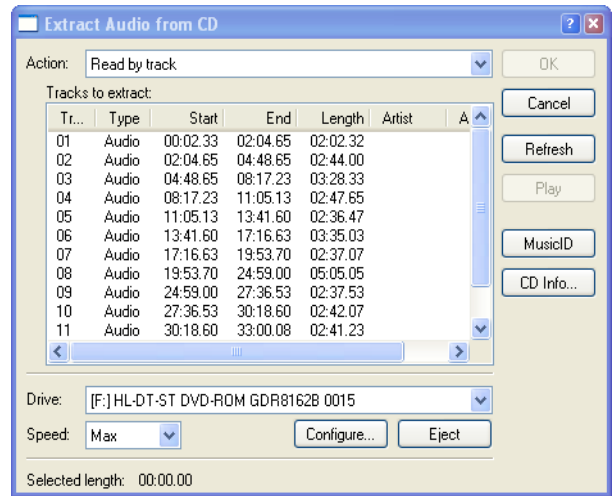 Extract Audio from CD
Action: Read by track OK
Tracks to extract: Cancel
Tr... Type Start End Length Artist A
01 Audio 00:02.33 02:04.65 02:02.32
02 Audio 02:04.65 04:48.65 02:44.00 Refresh
03 Audio 04:48.65 08:17.23 03:28.33
04 Audio 08:17.23 11:05.13 02:47.65 Play
05 Audio 11:05.13 13:41.60 02:36.47
06 Audio 13:41.60 17:16.63 03:35.03 MusicID
07 Audio 17:16.63 19:53.70 02:37.07
08 Audio 19:53.70 24:59.00 05:05.05 CD Info...
09 Audio 24:59.00 27:36.53 02:37.53
10 Audio 27:36.53 30:18.60 02:42.07
11 Audio 30:18.60 33:00.08 02:41.23
Drive: [F:] HL-DT-ST DVD-ROM GDR8162B 0015
Speed: Max Configure... Eject
Selected length: 00:00.00